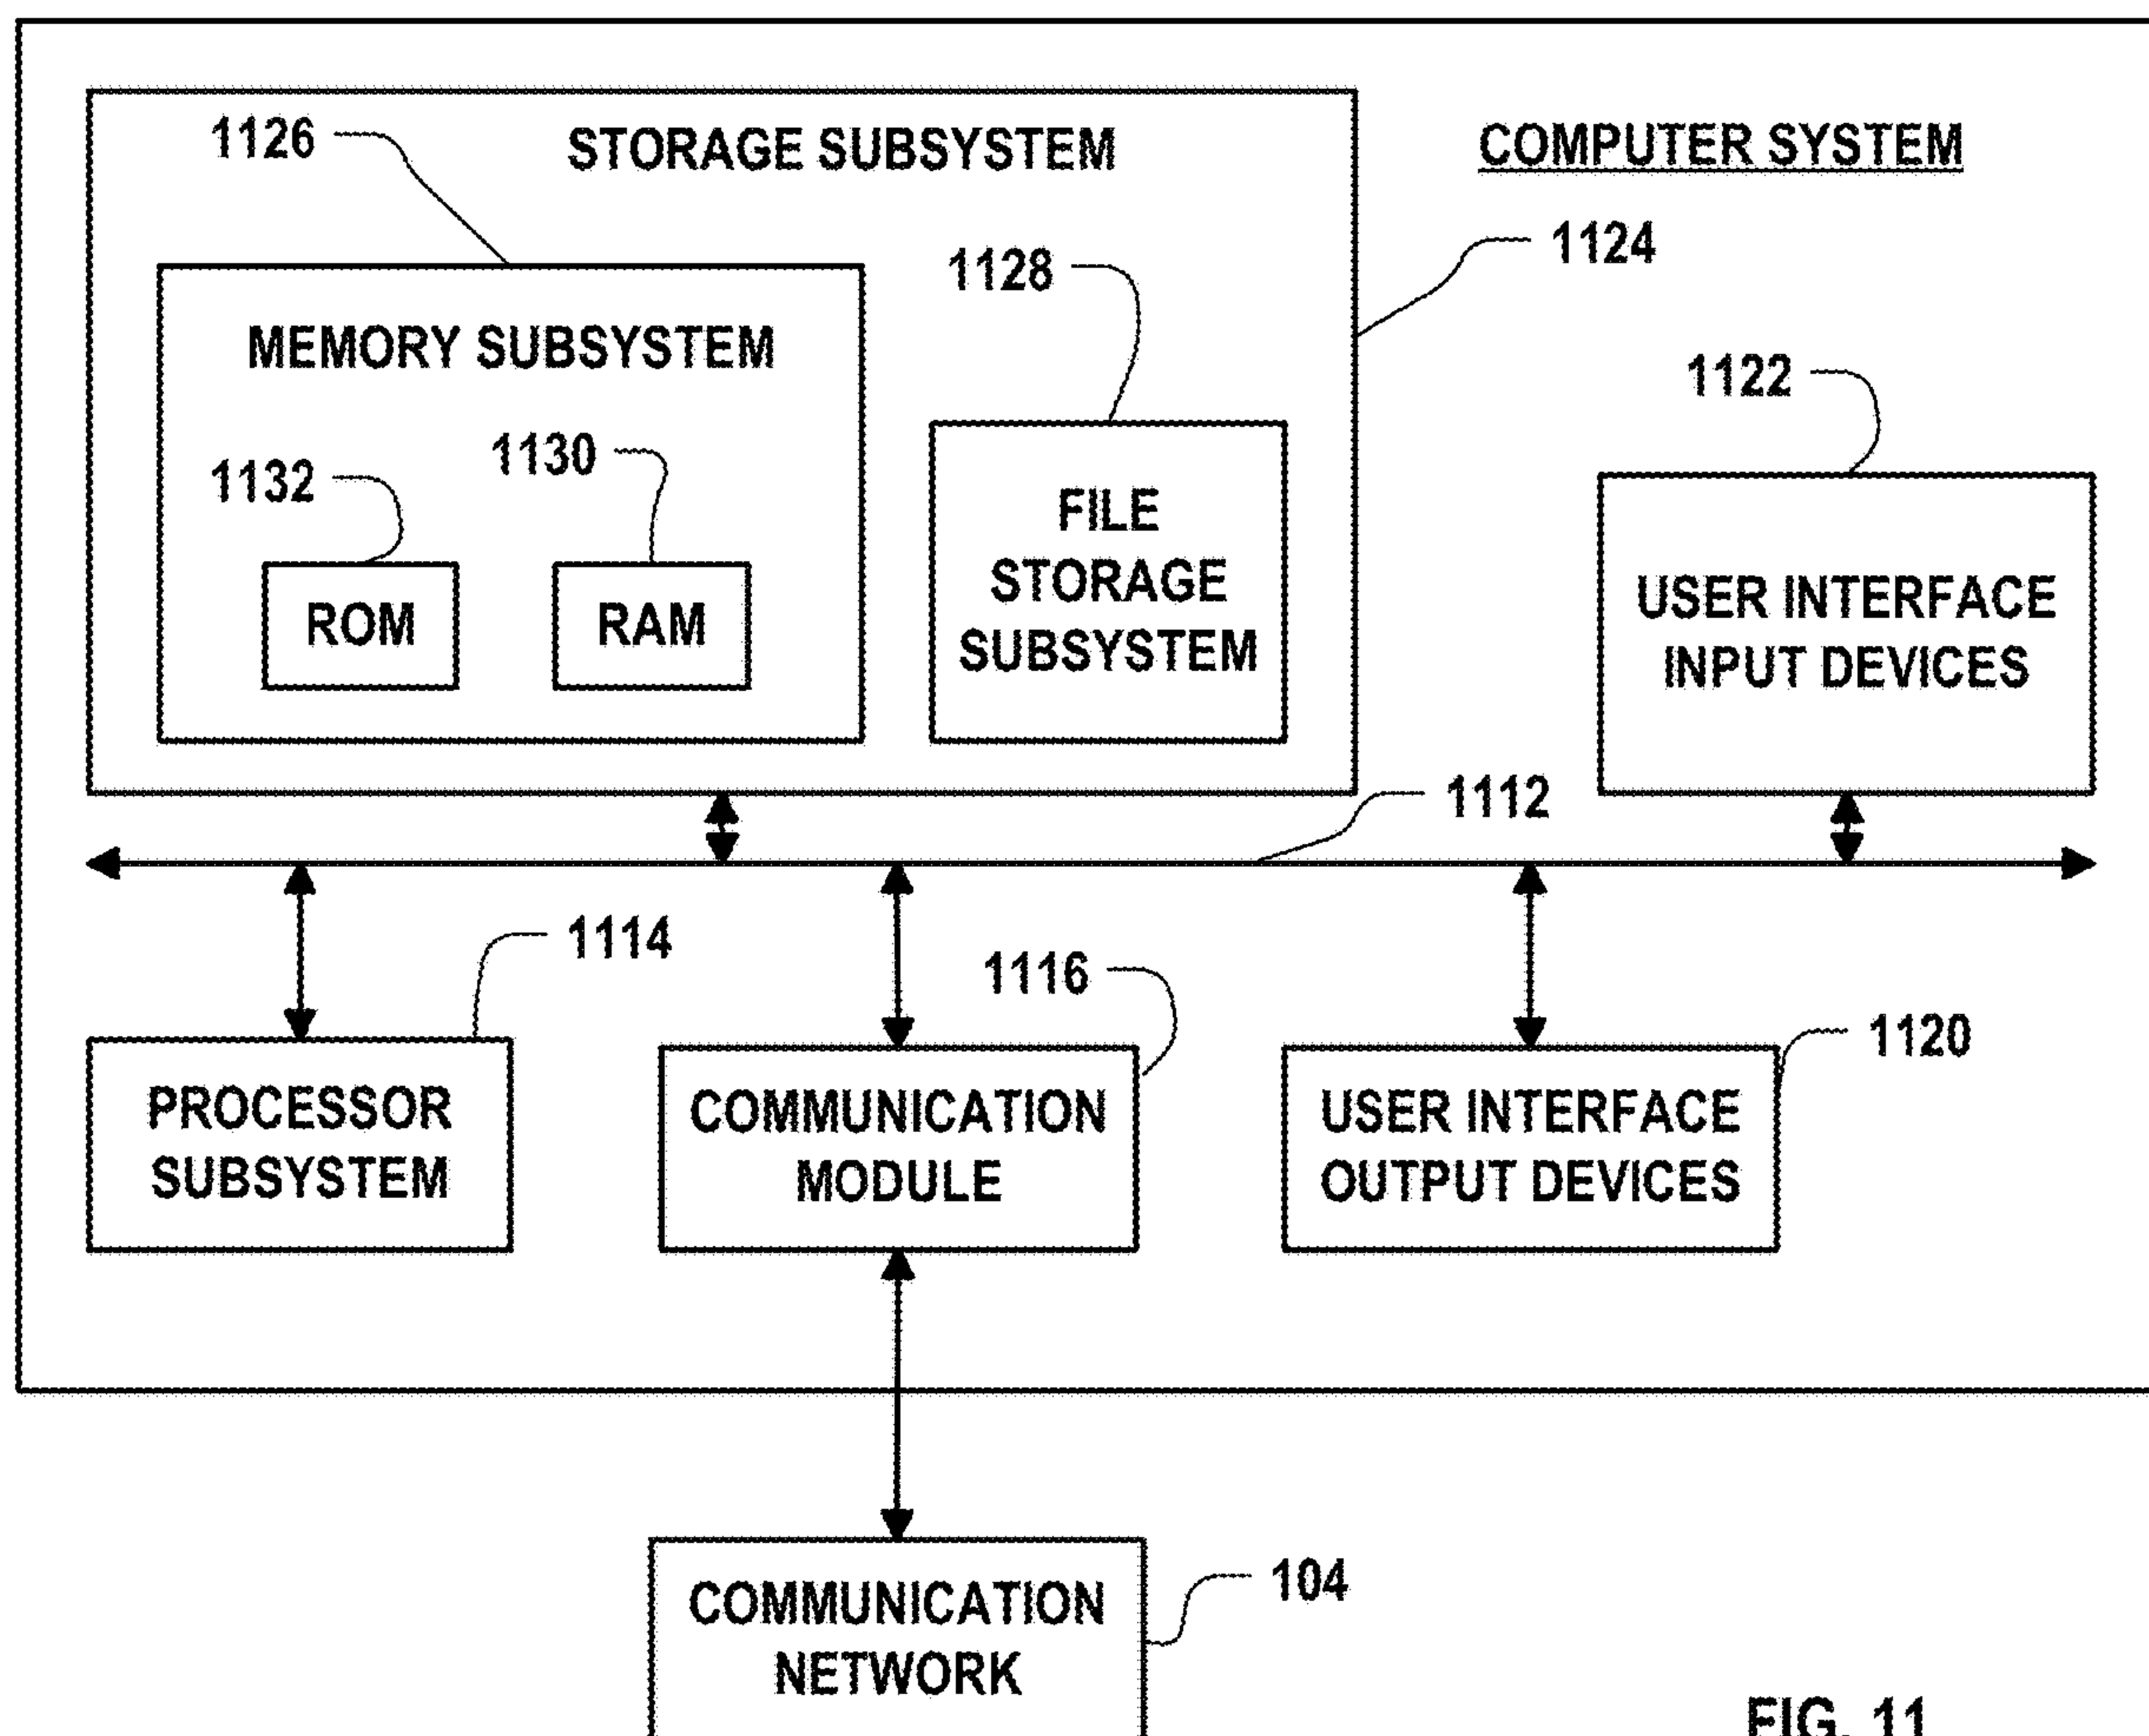 1126
STORAGE SUBSYSTEM
COMPUTER SYSTEM
1124
1128
MEMORY SUBSYSTEM
1122
1132
1130
FILE
STORAGE
SUBSYSTEM
ROM
RAM
USER INTERFACE
INPUT DEVICES
1112
1114
1116
1120
PROCESSOR
SUBSYSTEM
COMMUNICATION
MODULE
USER INTERFACE
OUTPUT DEVICES
104
COMMUNICATION
NETWORK
FIG. 11